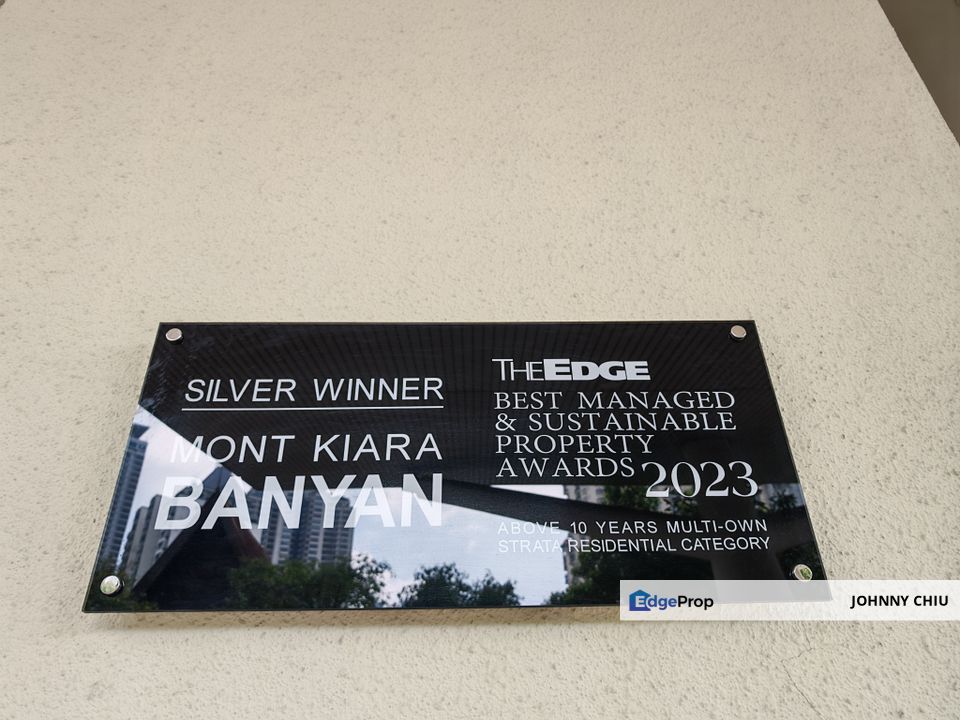 SILVER WINNER
MONT KIARA
BANYAN
THEEDGE
BEST MANAGED
& SUSTAINABLE
PROPERTY
AWARDS 2023
ABOVE 10 YEARS MULTI-OWN
STRATA RESIDENTIAL CATEGORY
EdgeProp
JOHNNY CHIU